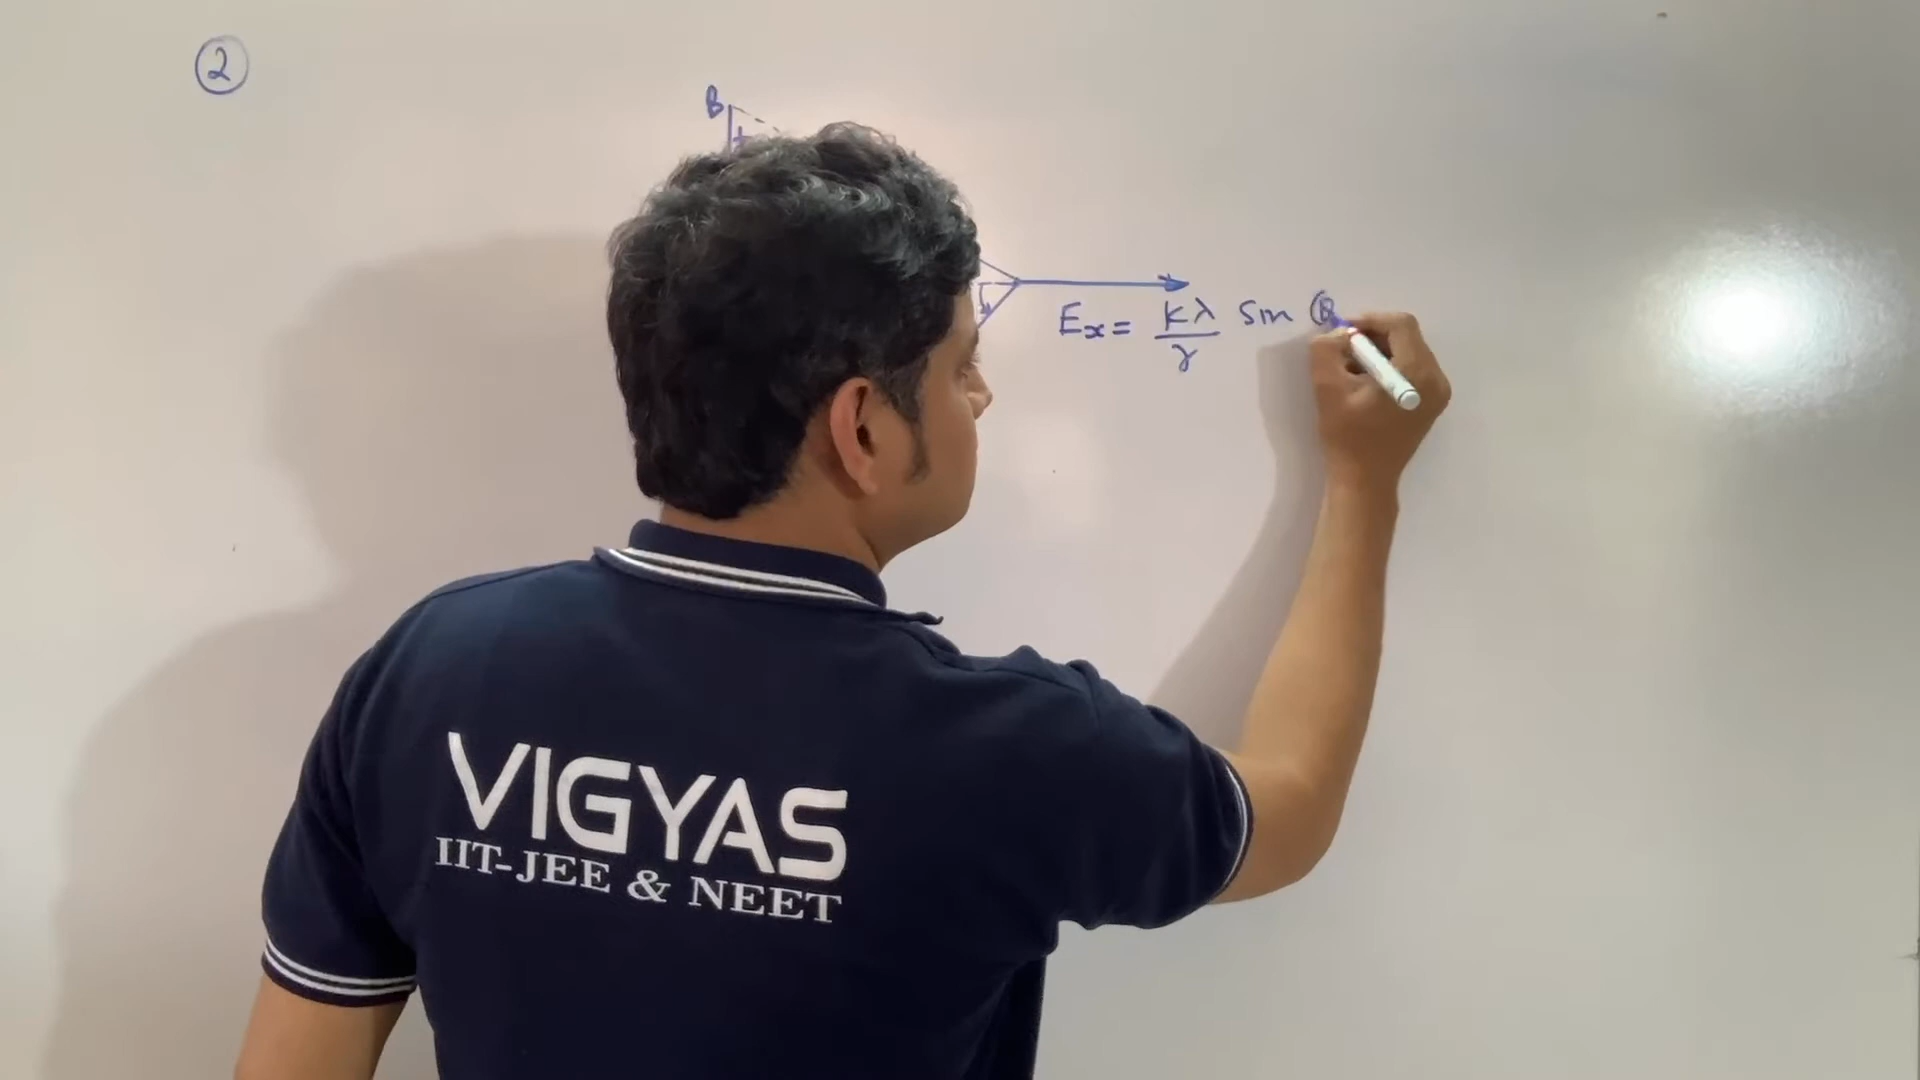 ②
B
+
Eₓ = Kλ/r sin (B
VIGYAS
IIT-JEE & NEET